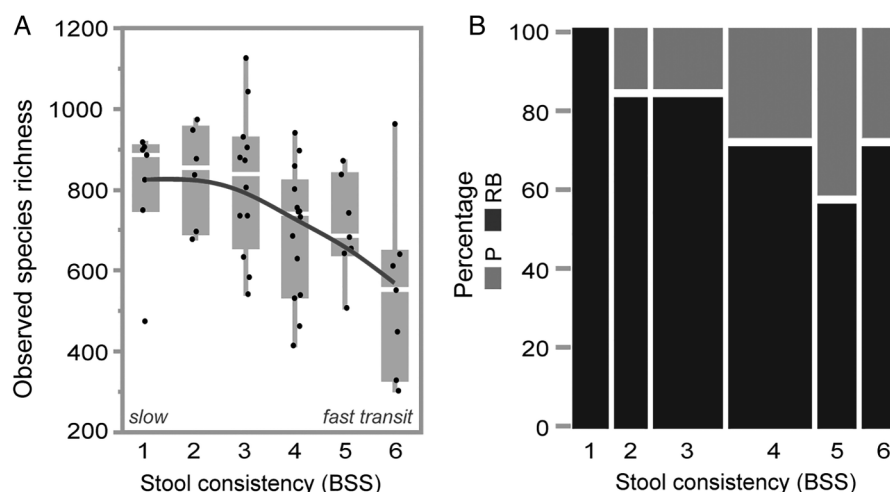 A
1200
1000
800
600
400
200
Observed species richness
slow
fast transit
1 2 3 4 5 6
Stool consistency (BSS)
B
100
80
60
40
20
0
Percentage
P RB
1 2 3 4 5 6
Stool consistency (BSS)